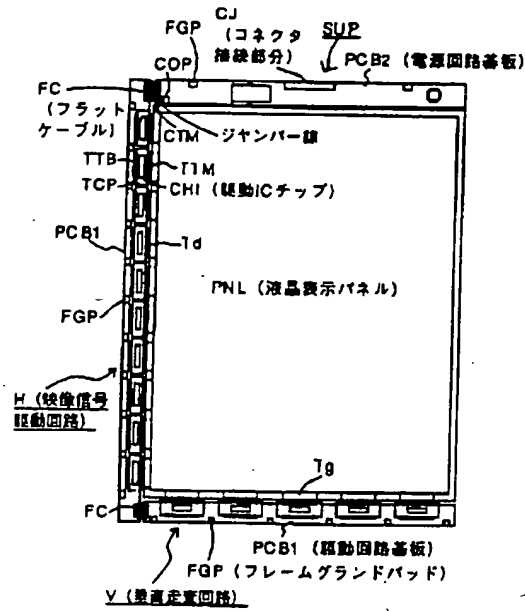 CJ
(コネクタ
接続部分)
FGP
SUP
COP
PCB2 (電源回路基板)
FC
(フラット
ケーブル)
CTM
ジャンパー線
TTB
TTM
TCP
CHI (駆動ICチップ)
PCB1
Td
PNL (液晶表示パネル)
FGP
H (映像信号
駆動回路)
Tg
FC
PCB1 (駆動回路基板)
FGP (フレームグランドパッド)
V (垂直走査回路)